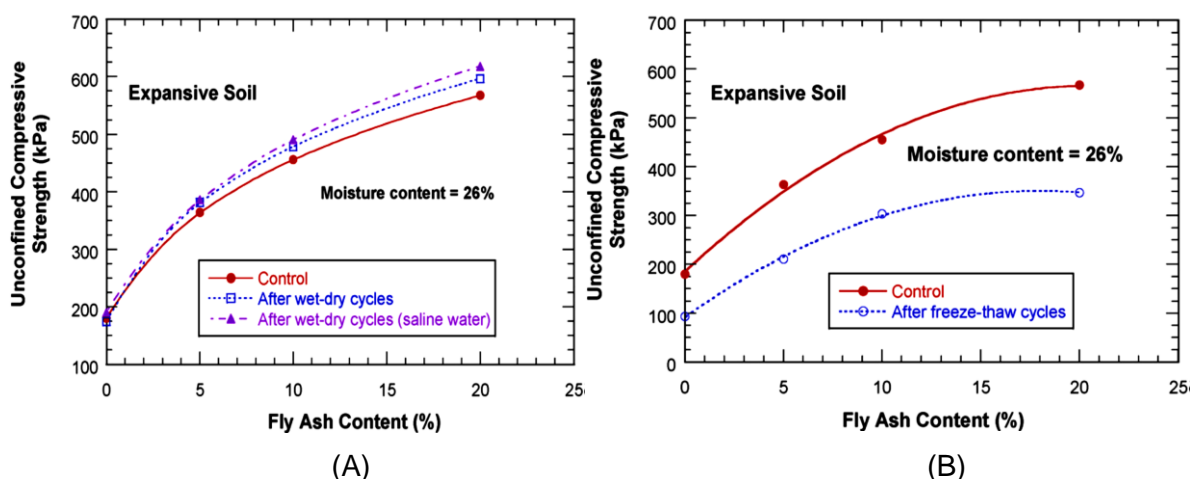 700
600
500
400
300
200
100
0
5
10
15
20
25
Unconfined Compressive
Strength (kPa)
Expansive Soil
Moisture content = 26%
Control
After wet-dry cycles
After wet-dry cycles (saline water)
Fly Ash Content (%)
(A)
700
600
500
400
300
200
100
0
0
5
10
15
20
25
Unconfined Compressive
Strength (kPa)
Expansive Soil
Moisture content = 26%
Control
After freeze-thaw cycles
Fly Ash Content (%)
(B)